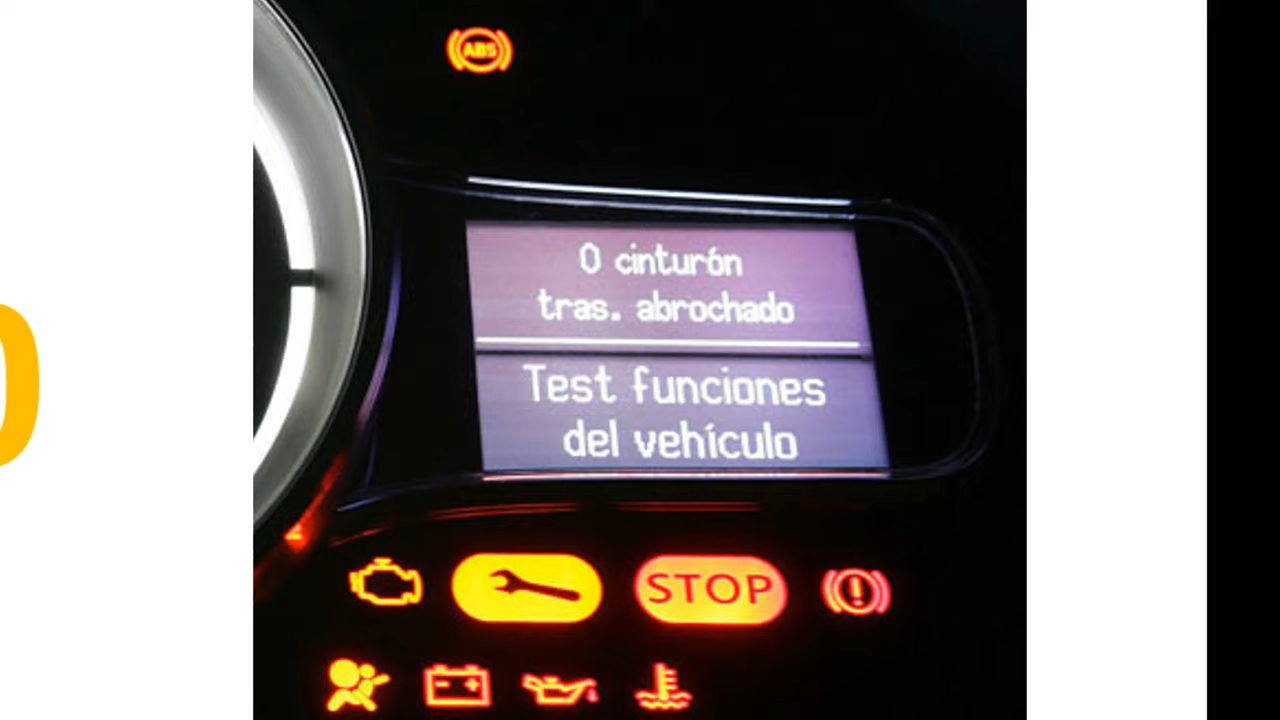 ABS
0 cinturón
tras. abrochado
Test funciones
del vehículo
STOP